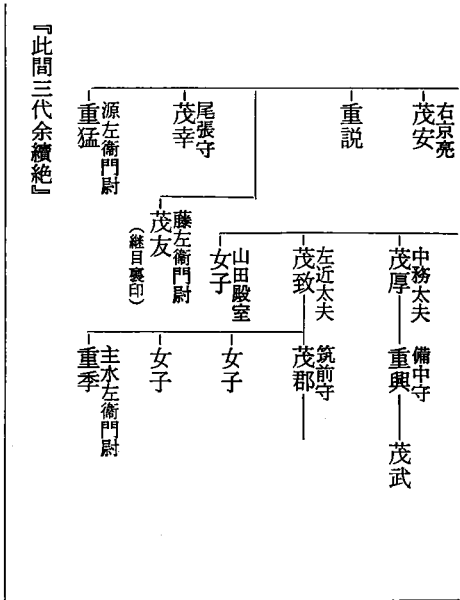 右京亮
茂安
重説
尾張守
茂幸
源左衛門尉
重猛
藤左衛門尉
茂友
（継目裏印）
中務太夫
茂厚
左近太夫
茂致
山田殿室
女子
備中守
重興
茂武
筑前守
茂郡
女子
女子
主水左衛門尉
重季
『此間三代余續絶』